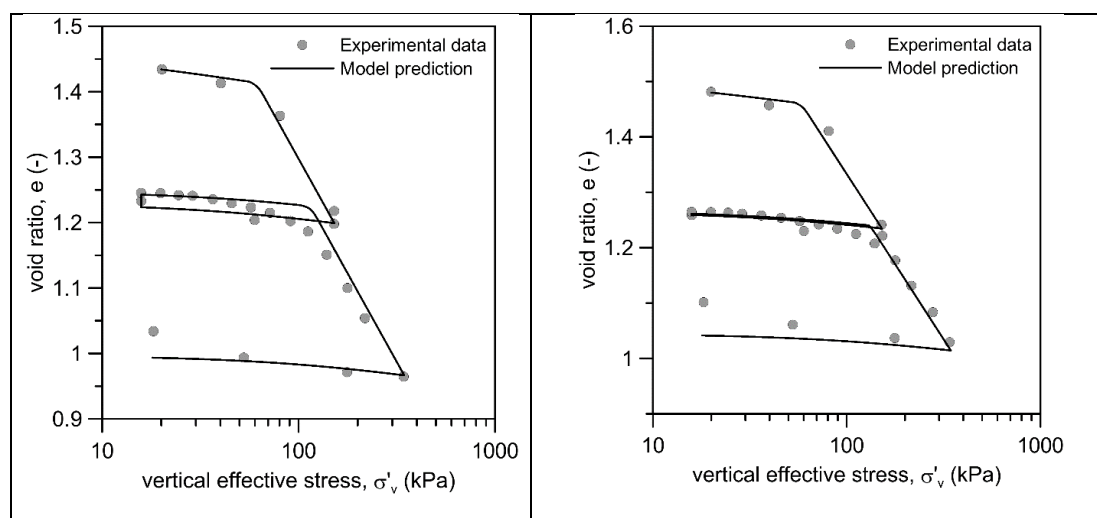 1.5
1.4
1.3
1.2
1.1
1
0.9
void ratio, e (-)
Experimental data
Model prediction
10
100
1000
vertical effective stress, σ'v (kPa)
1.6
1.4
1.2
1
void ratio, e (-)
Experimental data
Model prediction
10
100
1000
vertical effective stress, σ'v (kPa)